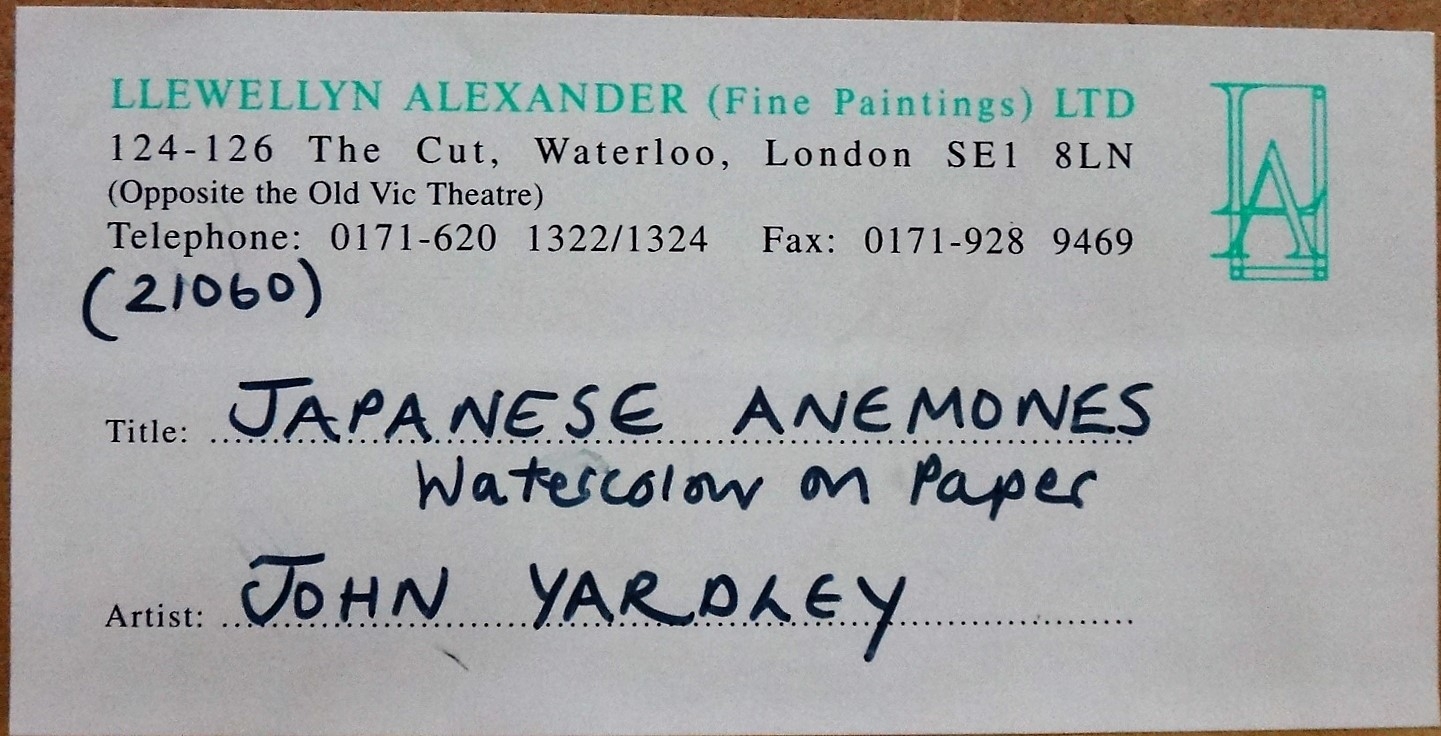 LLEWELLYN ALEXANDER (Fine Paintings) LTD
124-126 The Cut, Waterloo, London SE1 8LN
(Opposite the Old Vic Theatre)
Telephone: 0171-620 1322/1324 Fax: 0171-928 9469
LA
(21060)
Title: JAPANESE ANEMONES
Watercolour on Paper
Artist: JOHN YARDLEY